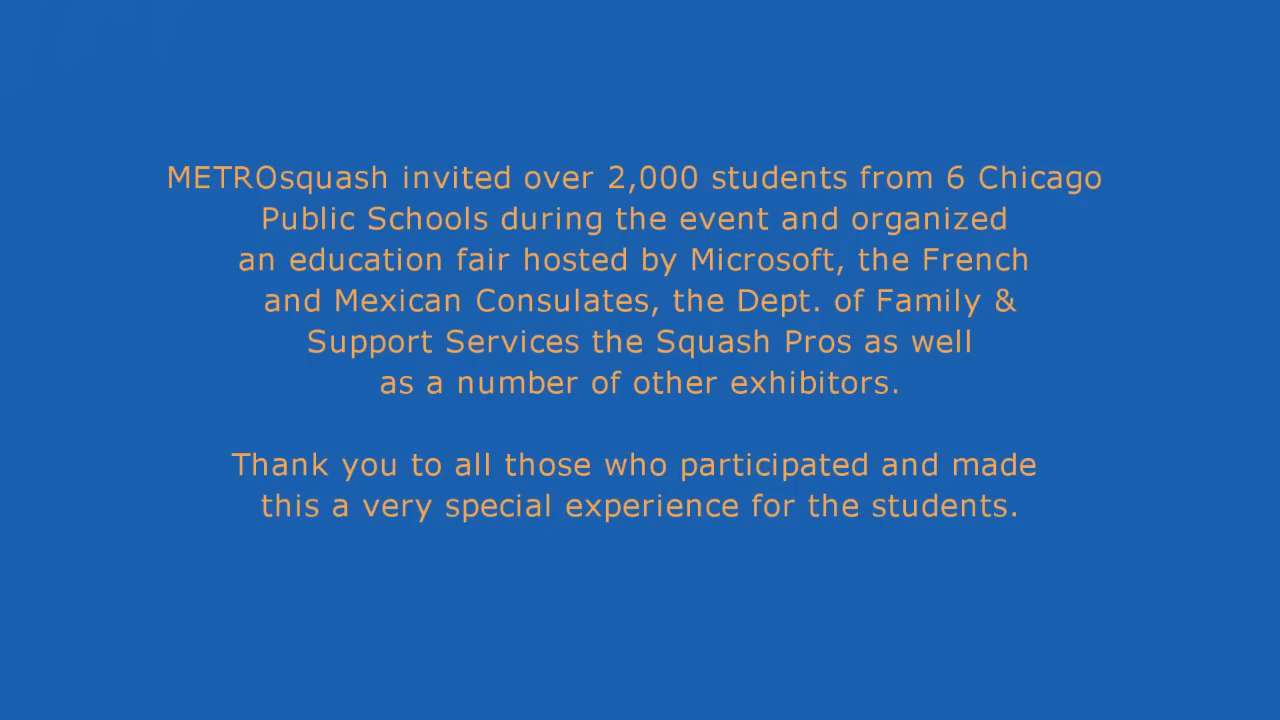 METROsquash invited over 2,000 students from 6 Chicago
Public Schools during the event and organized
an education fair hosted by Microsoft, the French
and Mexican Consulates, the Dept. of Family &
Support Services the Squash Pros as well
as a number of other exhibitors.
Thank you to all those who participated and made
this a very special experience for the students.